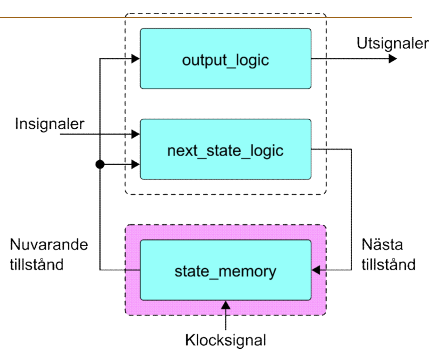 Utsignaler
output_logic
Insignaler
next_state_logic
Nuvarande
tillstånd
Nästa
tillstånd
state_memory
Klocksignal